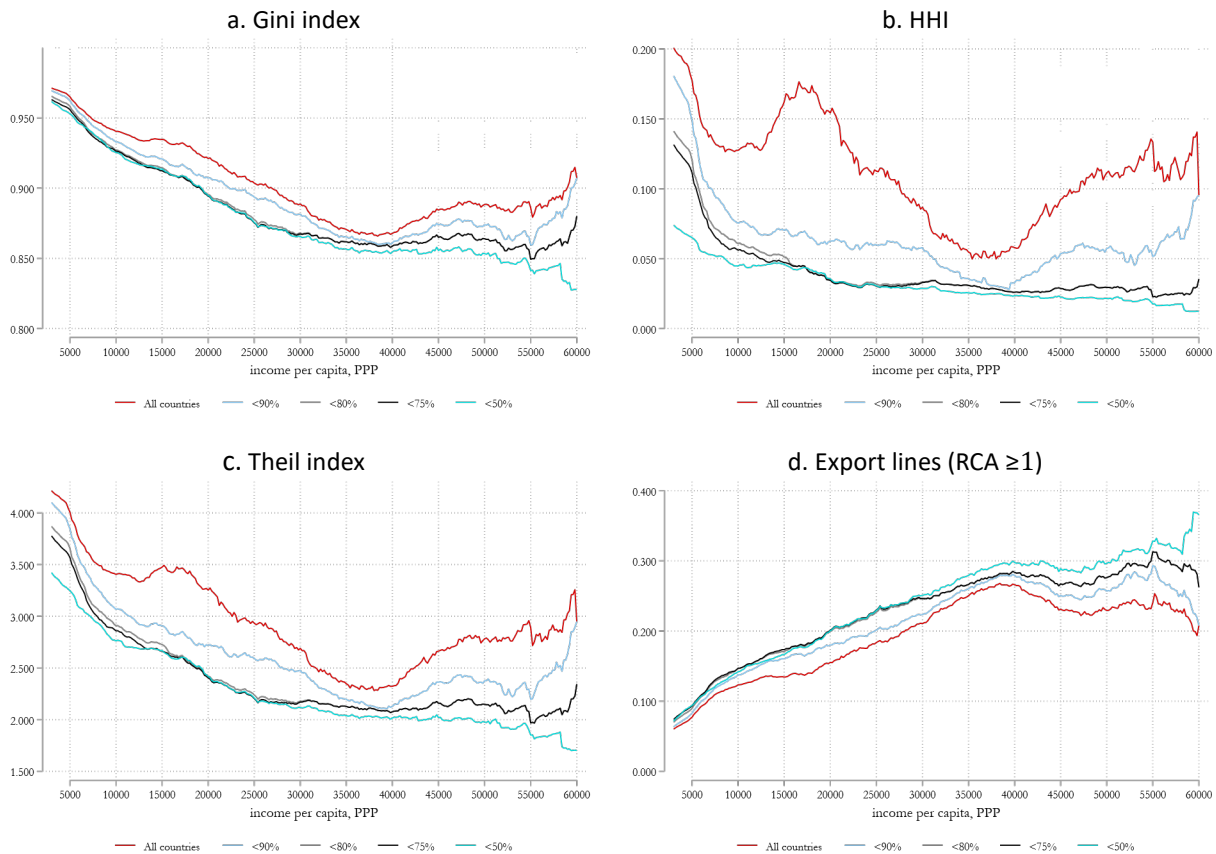 a. Gini index
0.950
0.900
0.850
0.800
5000 10000 15000 20000 25000 30000 35000 40000 45000 50000 55000 60000
income per capita, PPP
All countries <90% <80% <75% <50%
b. HHI
0.200
0.150
0.100
0.050
0.000
5000 10000 15000 20000 25000 30000 35000 40000 45000 50000 55000 60000
income per capita, PPP
All countries <90% <80% <75% <50%
c. Theil index
4.000
3.500
3.000
2.500
2.000
1.500
5000 10000 15000 20000 25000 30000 35000 40000 45000 50000 55000 60000
income per capita, PPP
All countries <90% <80% <75% <50%
d. Export lines (RCA ≥1)
0.400
0.300
0.200
0.100
0.000
5000 10000 15000 20000 25000 30000 35000 40000 45000 50000 55000 60000
income per capita, PPP
All countries <90% <80% <75% <50%